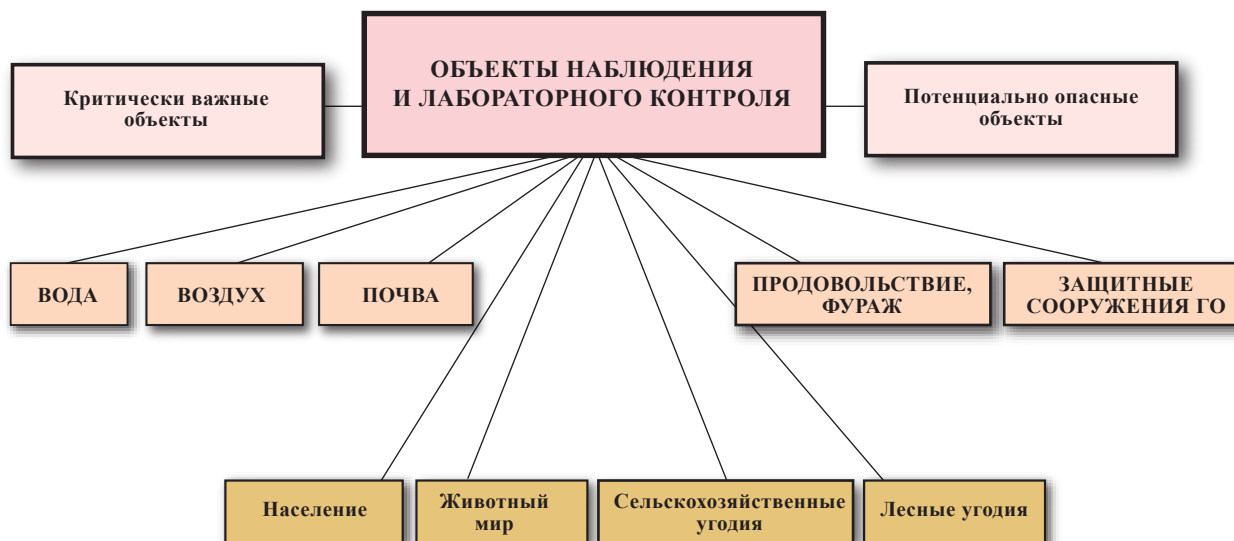 ОБЪЕКТЫ НАБЛЮДЕНИЯ
И ЛАБОРАТОРНОГО КОНТРОЛЯ
Критически важные
объекты
Потенциально опасные
объекты
ВОДА
ВОЗДУХ
ПОЧВА
ПРОДОВОЛЬСТВИЕ,
ФУРАЖ
ЗАЩИТНЫЕ
СООРУЖЕНИЯ ГО
Население
Животный
мир
Сельскохозяйственные
угодия
Лесные угодия